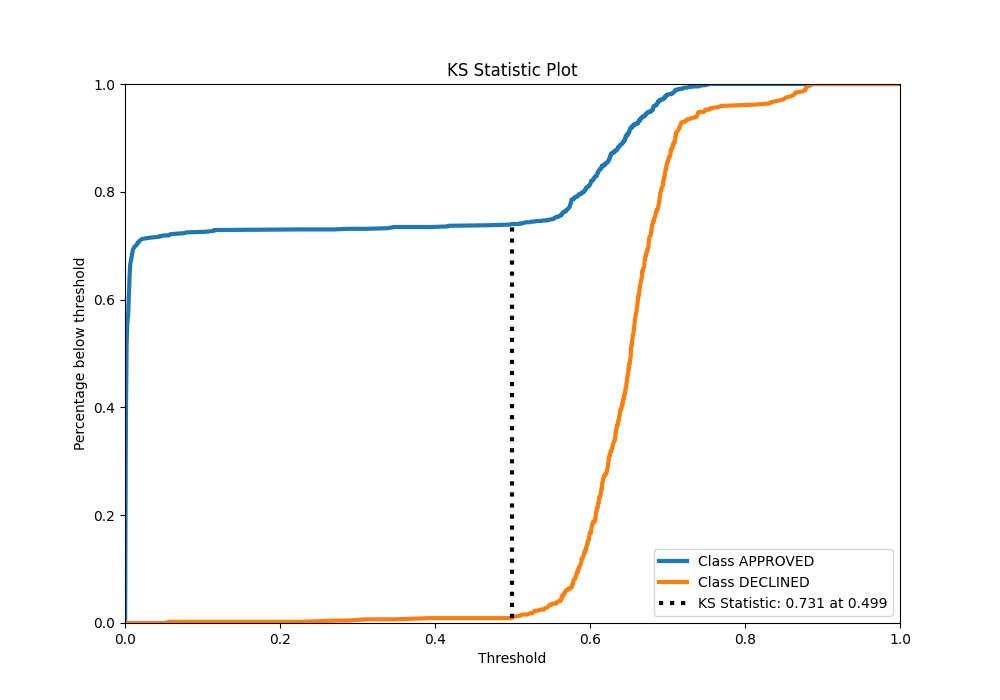 KS Statistic Plot
1.0
0.8
0.6
0.4
0.2
0.0
Percentage below threshold
0.0 0.2 0.4 0.6 0.8 1.0
Threshold
Class APPROVED
Class DECLINED
KS Statistic: 0.731 at 0.499